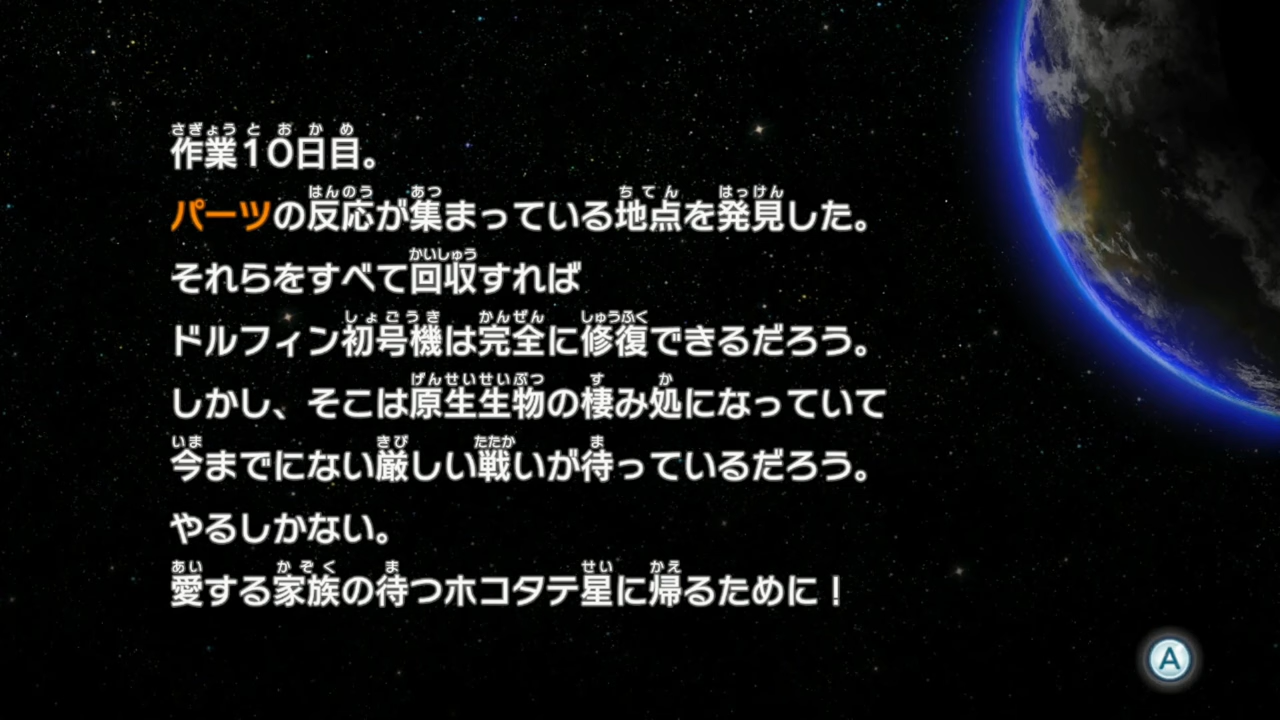 作業10日目。
パーツの反応が集まっている地点を発見した。
それらをすべて回収すれば
ドルフィン初号機は完全に修復できるだろう。
しかし、そこは原生生物の棲み処になっていて
今までにない厳しい戦いが待っているだろう。
やるしかない。
愛する家族の待つホコタテ星に帰るために！
A